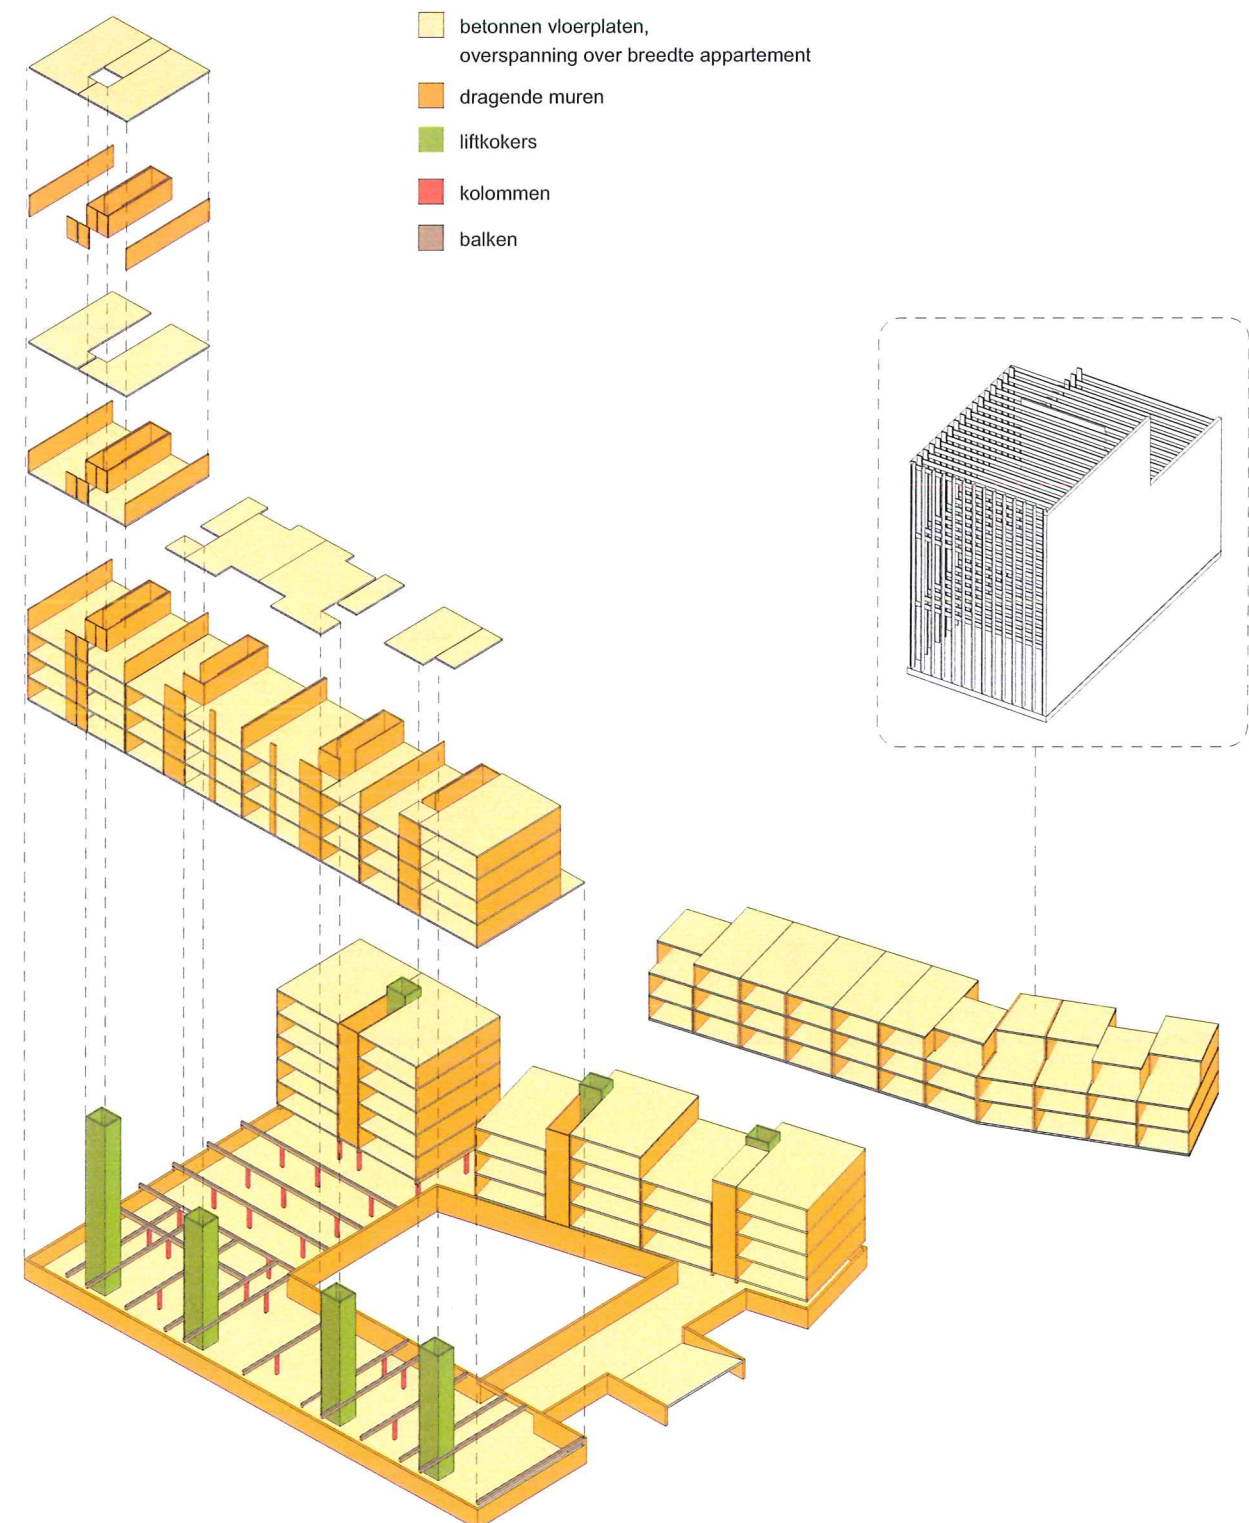 betonnen vloerplaten,
overspanning over breedte appartement
dragende muren
liftkokers
kolommen
balken